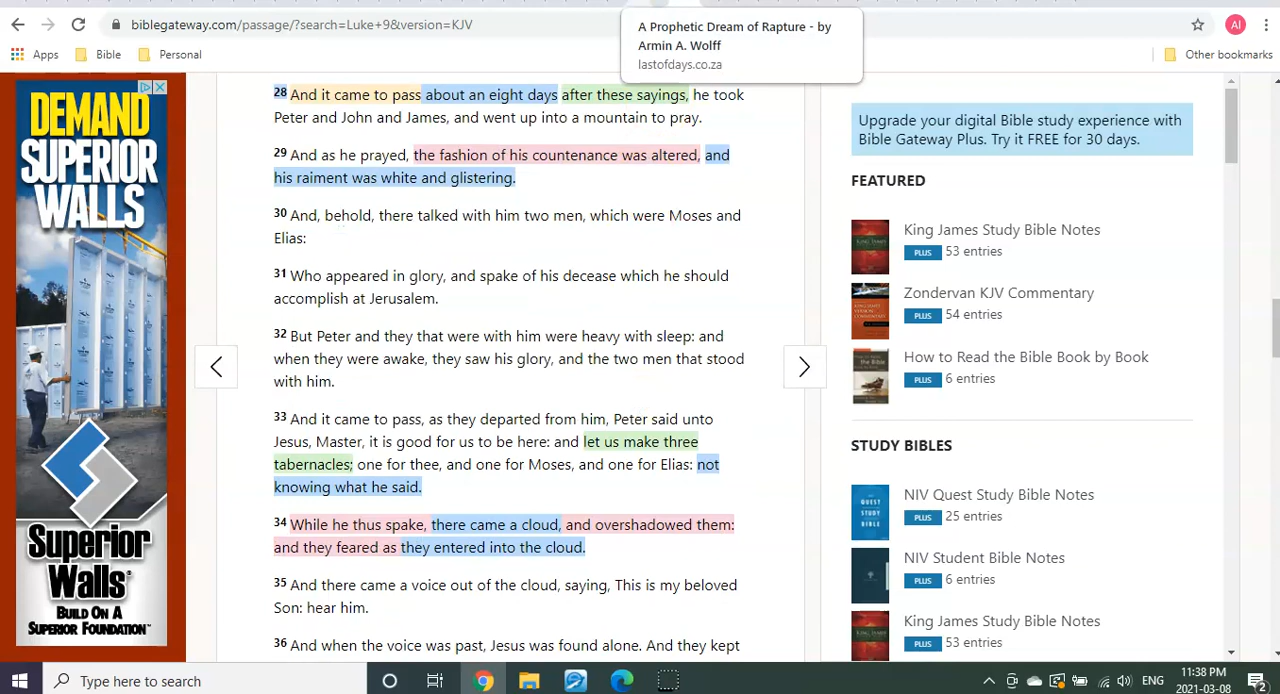 biblegateway.com/passage/?search=Luke+9&version=KJV
AI
A Prophetic Dream of Rapture - by
Armin A. Wolff
lastofdays.co.za
Apps
Bible
Personal
Other bookmarks
DEMAND
SUPERIOR
WALLS
Superior
Walls®
BUILD ON A
SUPERIOR FOUNDATION™
28 And it came to pass about an eight days after these sayings, he took
Peter and John and James, and went up into a mountain to pray.
29 And as he prayed, the fashion of his countenance was altered, and
his raiment was white and glistering.
30 And, behold, there talked with him two men, which were Moses and
Elias:
31 Who appeared in glory, and spake of his decease which he should
accomplish at Jerusalem.
32 But Peter and they that were with him were heavy with sleep: and
when they were awake, they saw his glory, and the two men that stood
with him.
33 And it came to pass, as they departed from him, Peter said unto
Jesus, Master, it is good for us to be here: and let us make three
tabernacles; one for thee, and one for Moses, and one for Elias: not
knowing what he said.
34 While he thus spake, there came a cloud, and overshadowed them:
and they feared as they entered into the cloud.
35 And there came a voice out of the cloud, saying, This is my beloved
Son: hear him.
36 And when the voice was past, Jesus was found alone. And they kept
Upgrade your digital Bible study experience with
Bible Gateway Plus. Try it FREE for 30 days.
FEATURED
King James Study Bible Notes
PLUS 53 entries
Zondervan KJV Commentary
PLUS 54 entries
How to Read the Bible Book by Book
PLUS 6 entries
STUDY BIBLES
NIV Quest Study Bible Notes
PLUS 25 entries
NIV Student Bible Notes
PLUS 6 entries
King James Study Bible Notes
PLUS 53 entries
Type here to search
ENG
11:38 PM
2021-03-08
2